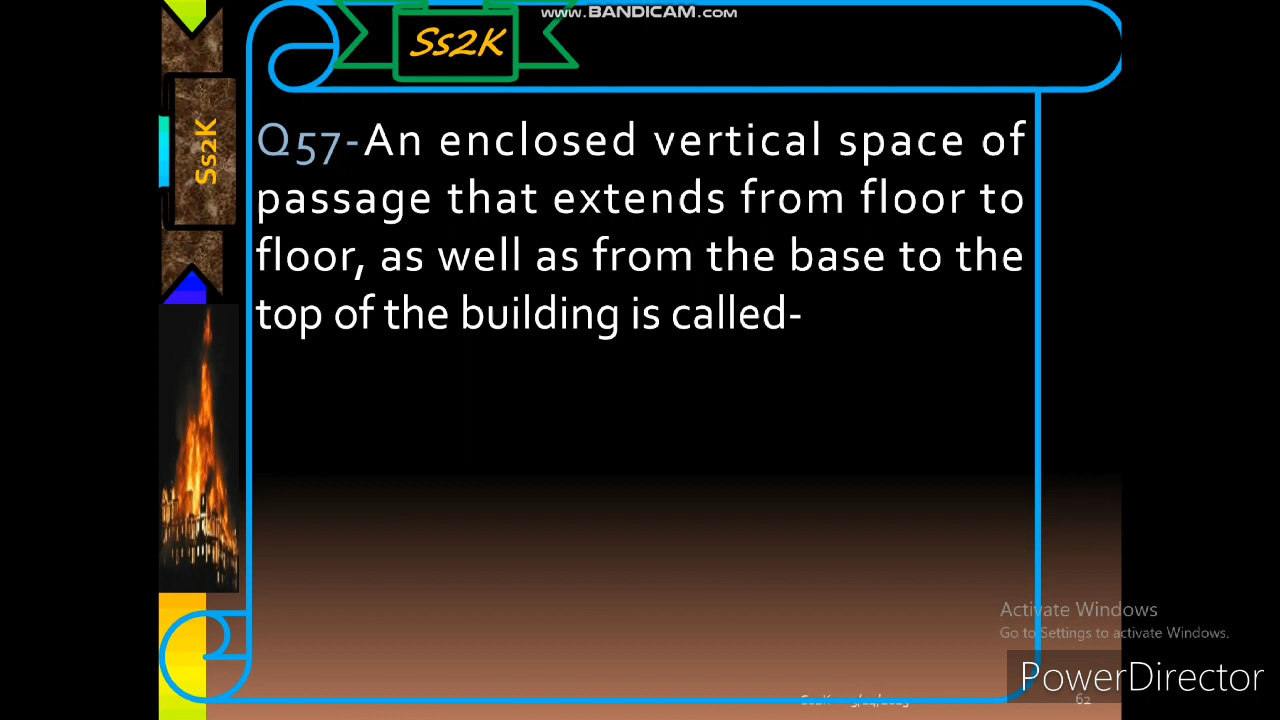 www.BANDICAM.com
Ss2K
Ss2K
Q57-An enclosed vertical space of
passage that extends from floor to
floor, as well as from the base to the
top of the building is called-
Activate Windows
Go to Settings to activate Windows.
PowerDirector
62